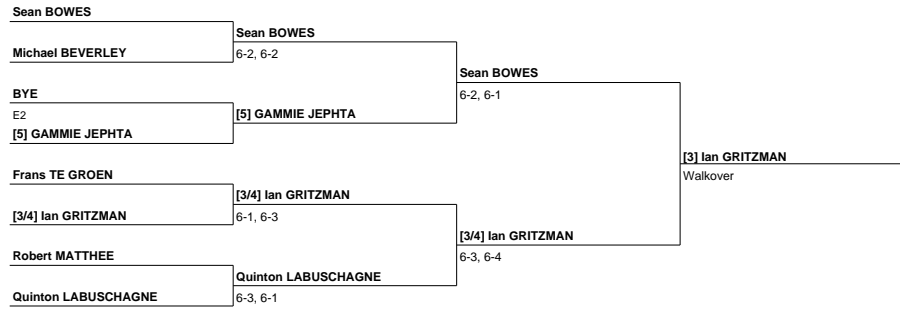 Sean BOWES
Michael BEVERLEY
BYE
E2
[5] GAMMIE JEPHTA
Frans TE GROEN
[3/4] Ian GRITZMAN
Robert MATTHEE
Quinton LABUSCHAGNE
Sean BOWES
6-2, 6-2
[5] GAMMIE JEPHTA
[3/4] Ian GRITZMAN
6-1, 6-3
Quinton LABUSCHAGNE
6-3, 6-1
Sean BOWES
6-2, 6-1
[3/4] Ian GRITZMAN
6-3, 6-4
[3] Ian GRITZMAN
Walkover